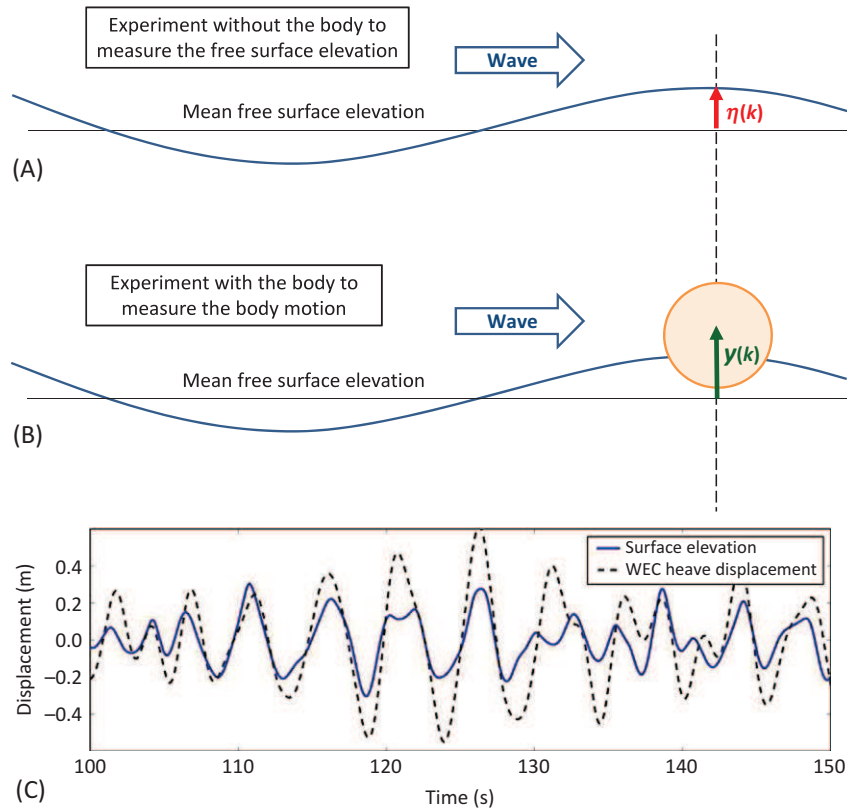 Experiment without the body to
measure the free surface elevation
Wave
Mean free surface elevation
η(k)
(A)
Experiment with the body to
measure the body motion
Wave
Mean free surface elevation
y(k)
(B)
Displacement (m)
0.4
0.2
0.0
–0.2
–0.4
Surface elevation
WEC heave displacement
100
110
120
130
140
150
Time (s)
(C)